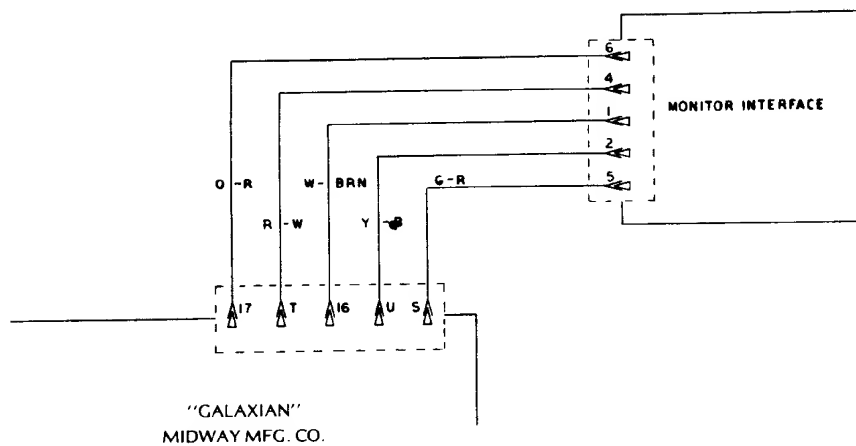 6
4
1
MONITOR INTERFACE
2
5
O-R
W-BRN
G-R
R-W
Y-
17
T
16
U
S
"GALAXIAN"
MIDWAY MFG. CO.